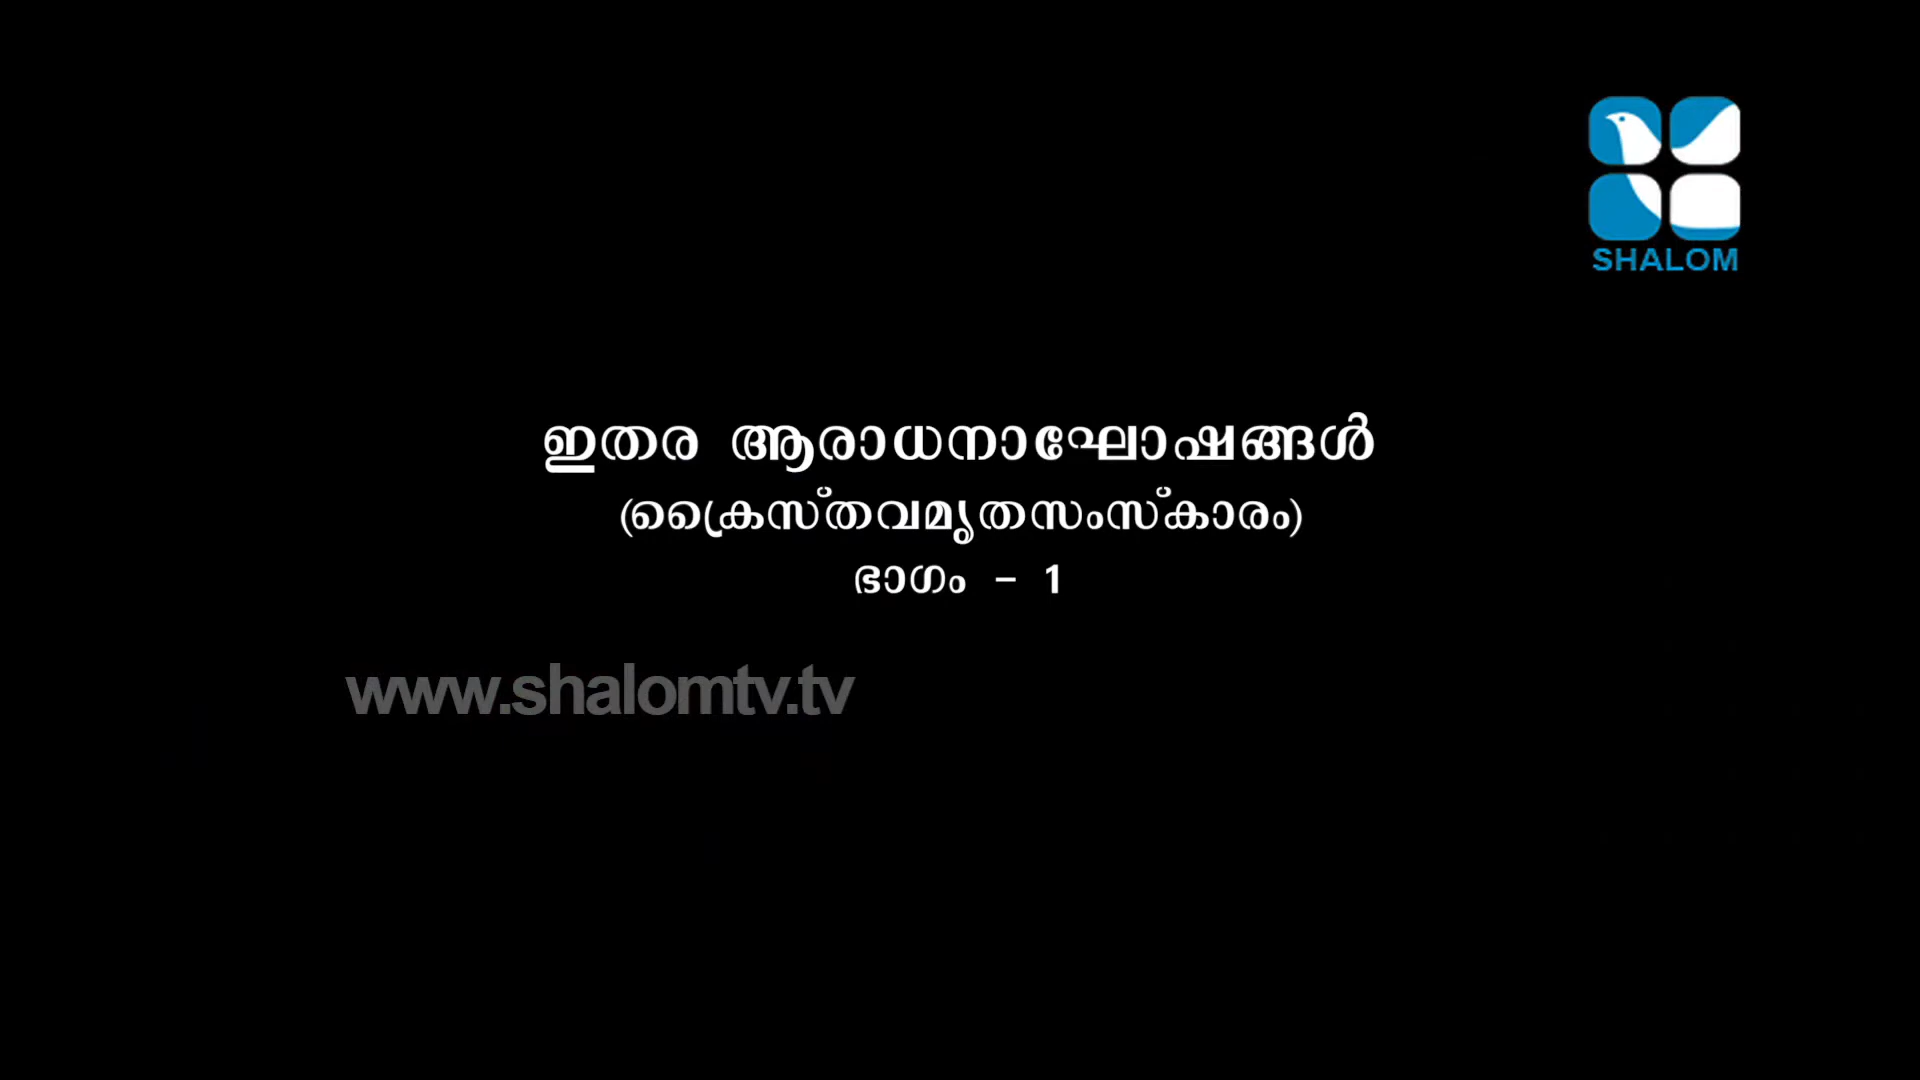 SHALOM
ഇതര ആരാധനാഘോഷങ്ങൾ
(ക്രൈസ്തവമൃതസംസ്കാരം)
ഭാഗം - 1
www.shalomtv.tv